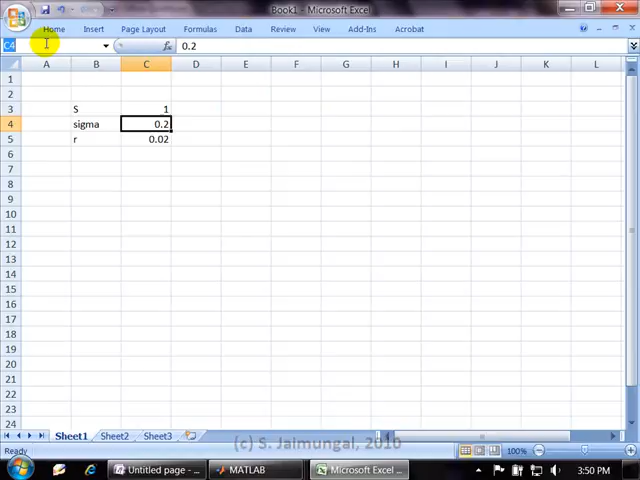 Book1 - Microsoft Excel
Home Insert Page Layout Formulas Data Review View Add-Ins Acrobat
C4 fx 0.2
A B C D E F G H I J K L
1
2
3 S 1
4 sigma 0.2
5 r 0.02
6
7
8
9
10
11
12
13
14
15
16
17
18
19
20
21
22
23
24
Sheet1 Sheet2 Sheet3
(c) S. Jaimungal, 2010
Ready 100%
Untitled page - ... MATLAB Microsoft Excel ... 3:50 PM